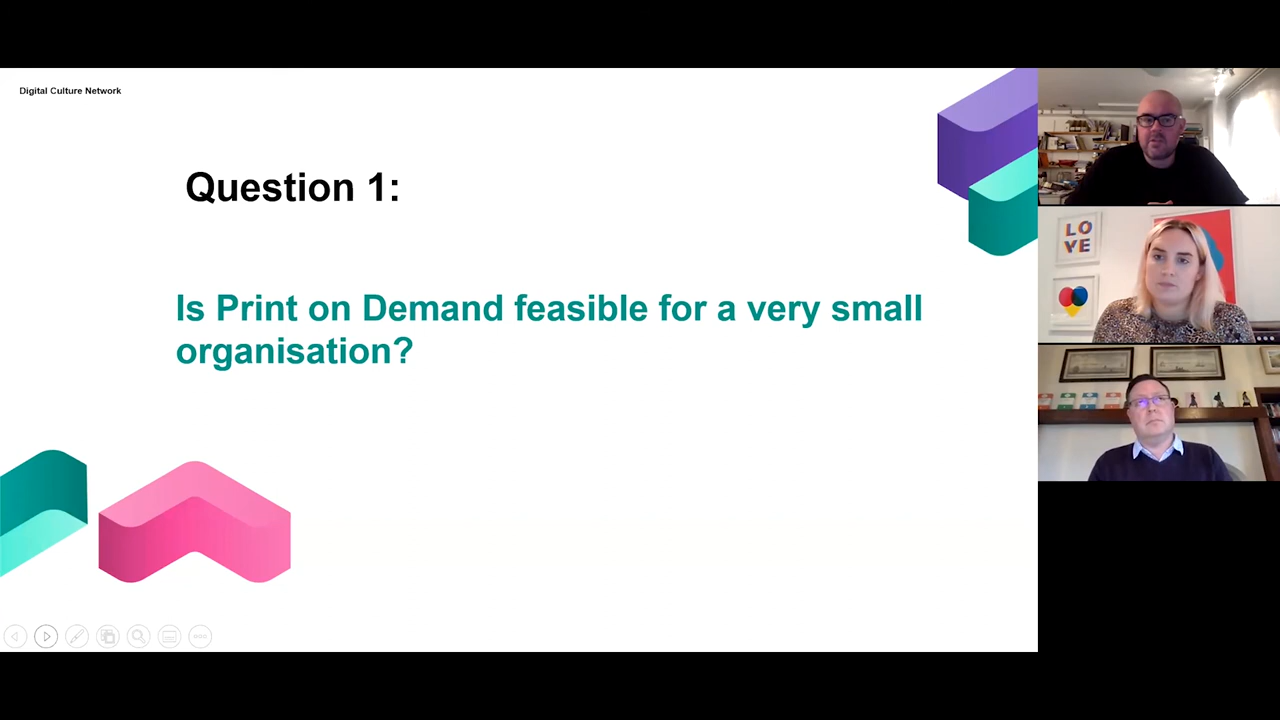 Digital Culture Network
Question 1:
Is Print on Demand feasible for a very small
organisation?
LO
VE